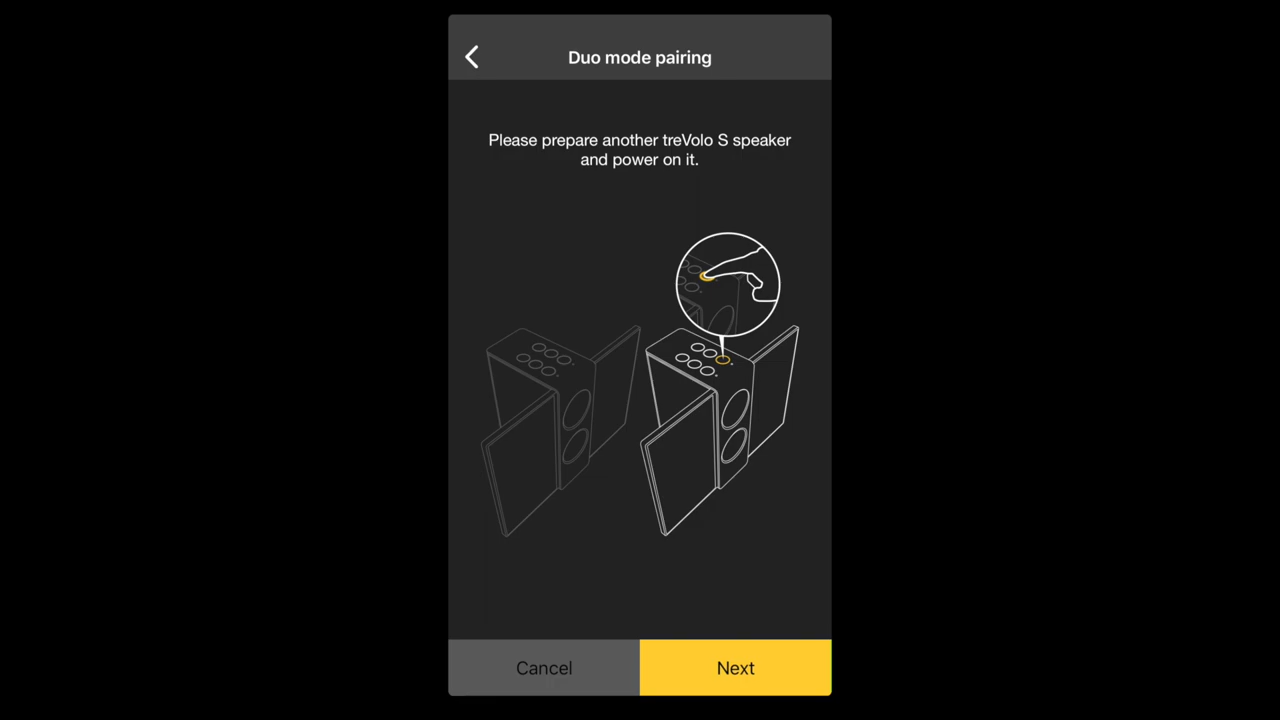 Duo mode pairing
Please prepare another treVolo S speaker
and power on it.
Cancel
Next